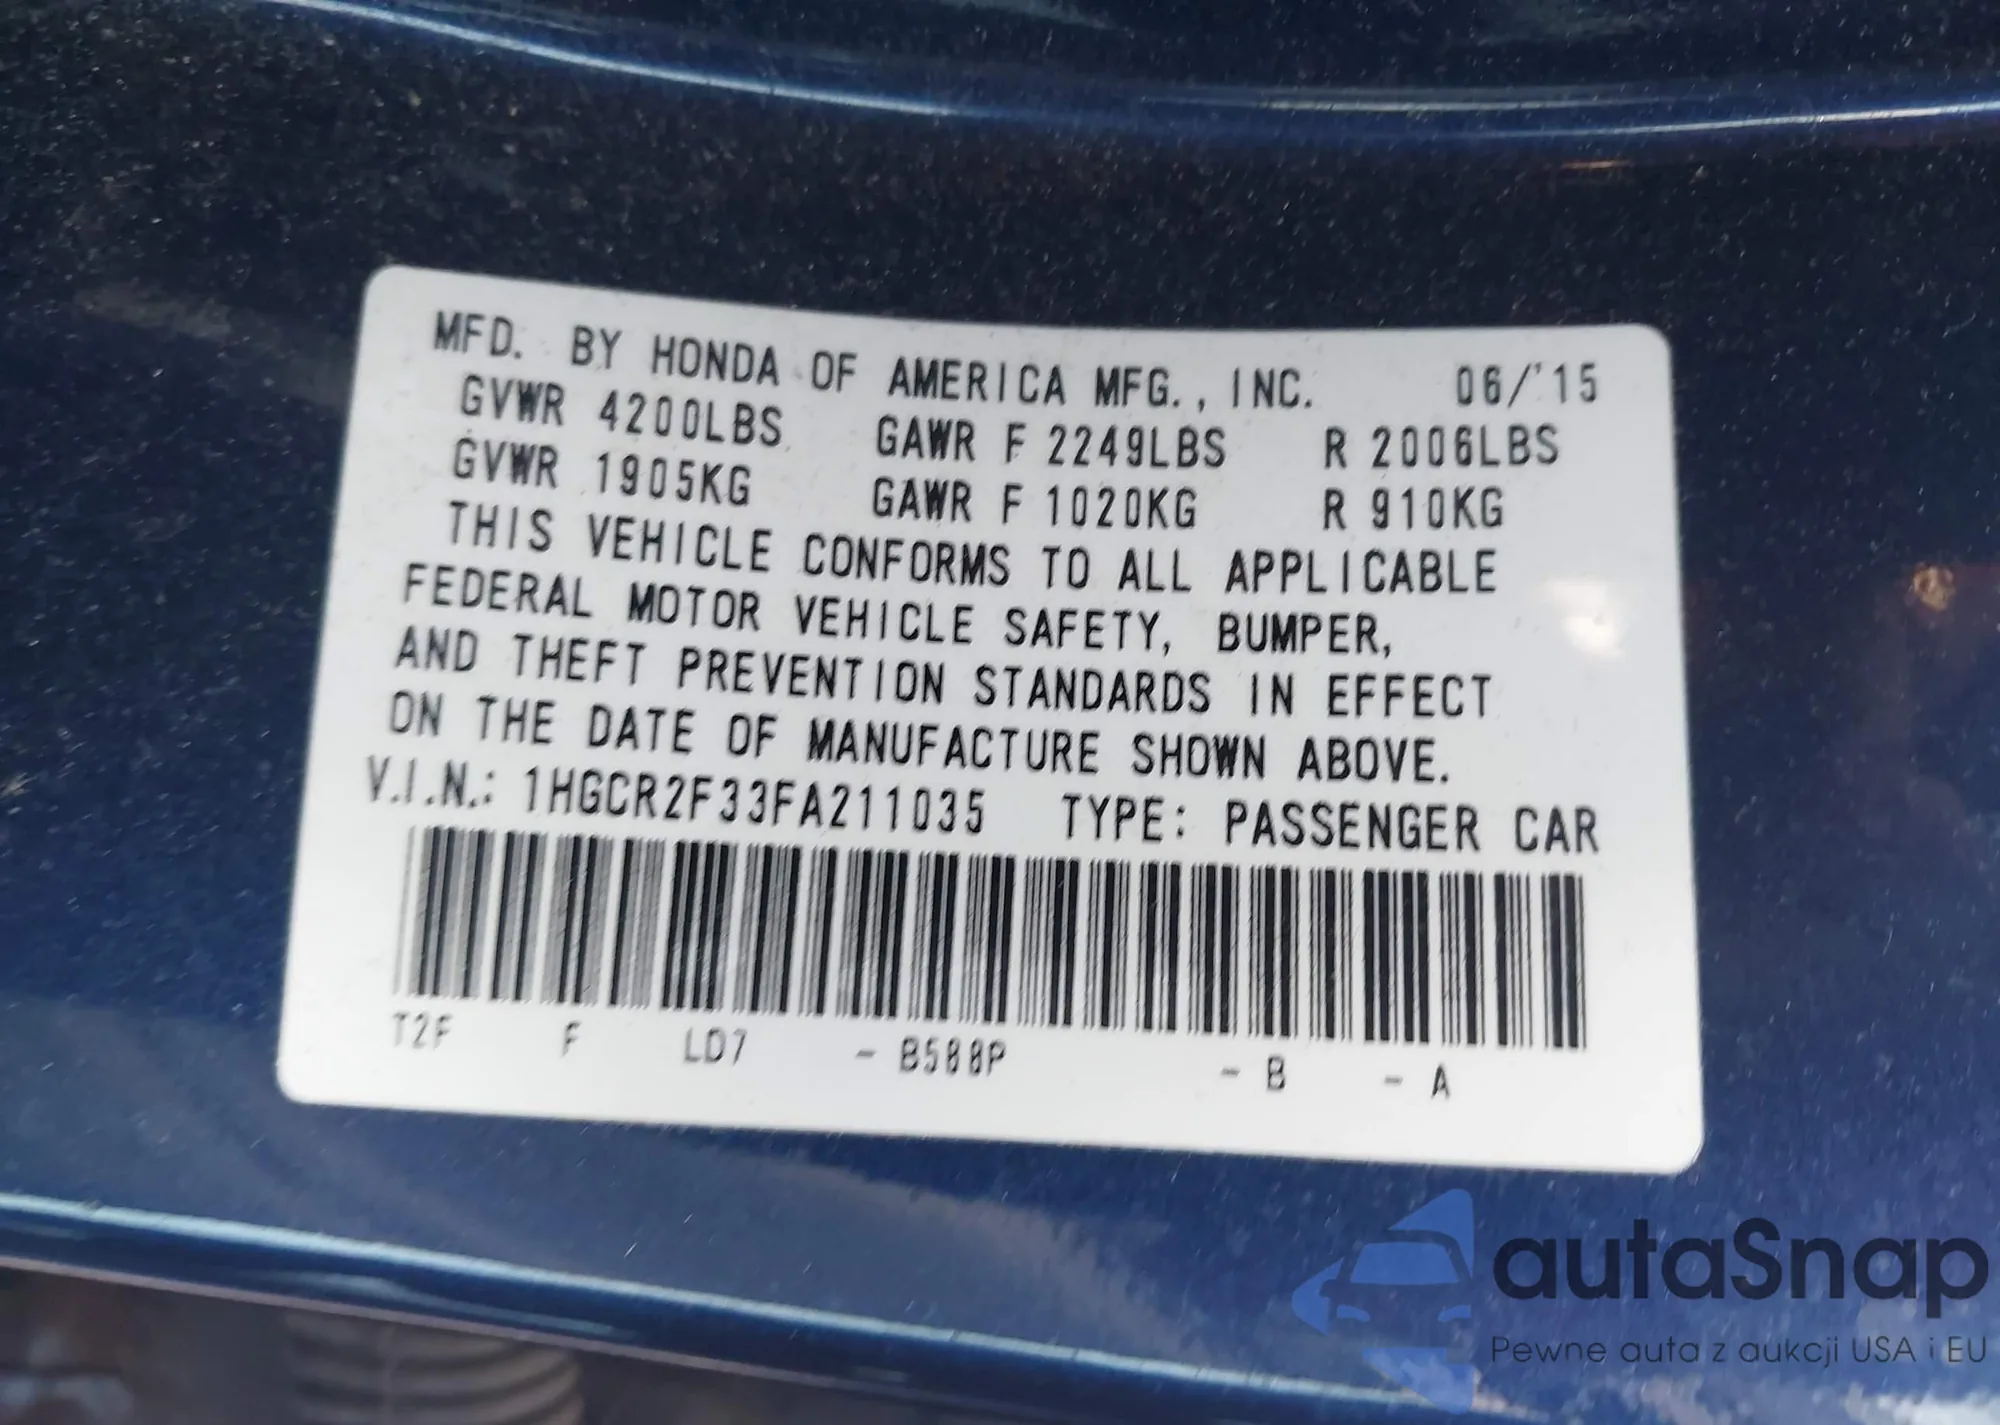 MFD. BY HONDA OF AMERICA MFG., INC. 06/'15
GVWR 4200LBS GAWR F 2249LBS R 2006LBS
GVWR 1905KG GAWR F 1020KG R 910KG
THIS VEHICLE CONFORMS TO ALL APPLICABLE
FEDERAL MOTOR VEHICLE SAFETY, BUMPER,
AND THEFT PREVENTION STANDARDS IN EFFECT
ON THE DATE OF MANUFACTURE SHOWN ABOVE.
V.I.N.: 1HGCR2F33FA211035 TYPE: PASSENGER CAR
T2F F LD7 - B588P - B - A
autaSnap
Pewne auta z aukcji USA i EU